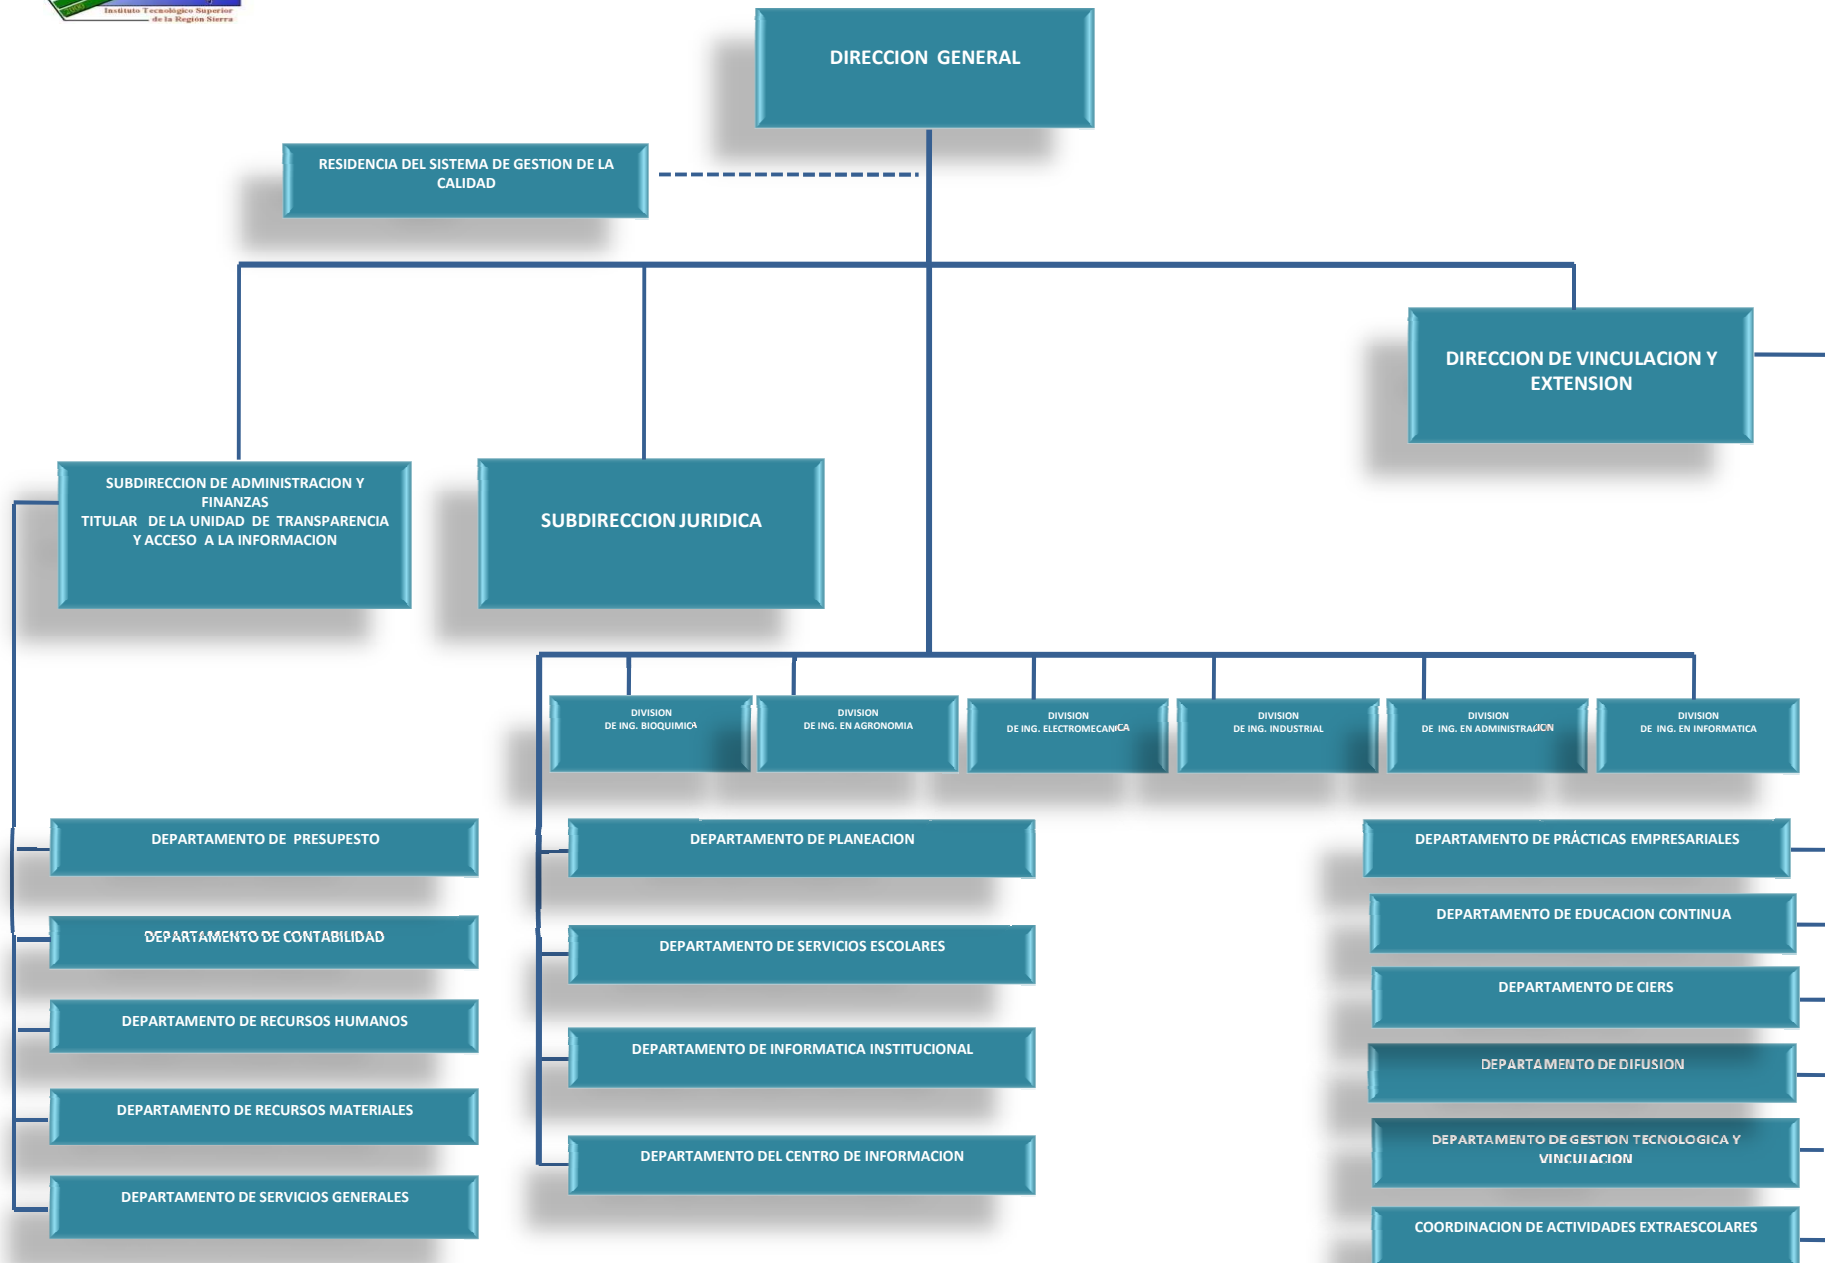 Instituto Tecnológico Superior
de la Región Sierra
DIRECCION GENERAL
RESIDENCIA DEL SISTEMA DE GESTION DE LA
CALIDAD
DIRECCION DE VINCULACION Y
EXTENSION
SUBDIRECCION DE ADMINISTRACION Y
FINANZAS
TITULAR DE LA UNIDAD DE TRANSPARENCIA
Y ACCESO A LA INFORMACION
SUBDIRECCION JURIDICA
DIVISION
DE ING. BIOQUIMICA
DIVISION
DE ING. EN AGRONOMIA
DIVISION
DE ING. ELECTROMECANICA
DIVISION
DE ING. INDUSTRIAL
DIVISION
DE ING. EN ADMINISTRACION
DIVISION
DE ING. EN INFORMATICA
DEPARTAMENTO DE PRESUPESTO
DEPARTAMENTO DE CONTABILIDAD
DEPARTAMENTO DE RECURSOS HUMANOS
DEPARTAMENTO DE RECURSOS MATERIALES
DEPARTAMENTO DE SERVICIOS GENERALES
DEPARTAMENTO DE PLANEACION
DEPARTAMENTO DE SERVICIOS ESCOLARES
DEPARTAMENTO DE INFORMATICA INSTITUCIONAL
DEPARTAMENTO DEL CENTRO DE INFORMACION
DEPARTAMENTO DE PRÁCTICAS EMPRESARIALES
DEPARTAMENTO DE EDUCACION CONTINUA
DEPARTAMENTO DE CIERS
DEPARTAMENTO DE DIFUSION
DEPARTAMENTO DE GESTION TECNOLOGICA Y
VINCULACION
COORDINACION DE ACTIVIDADES EXTRAESCOLARES